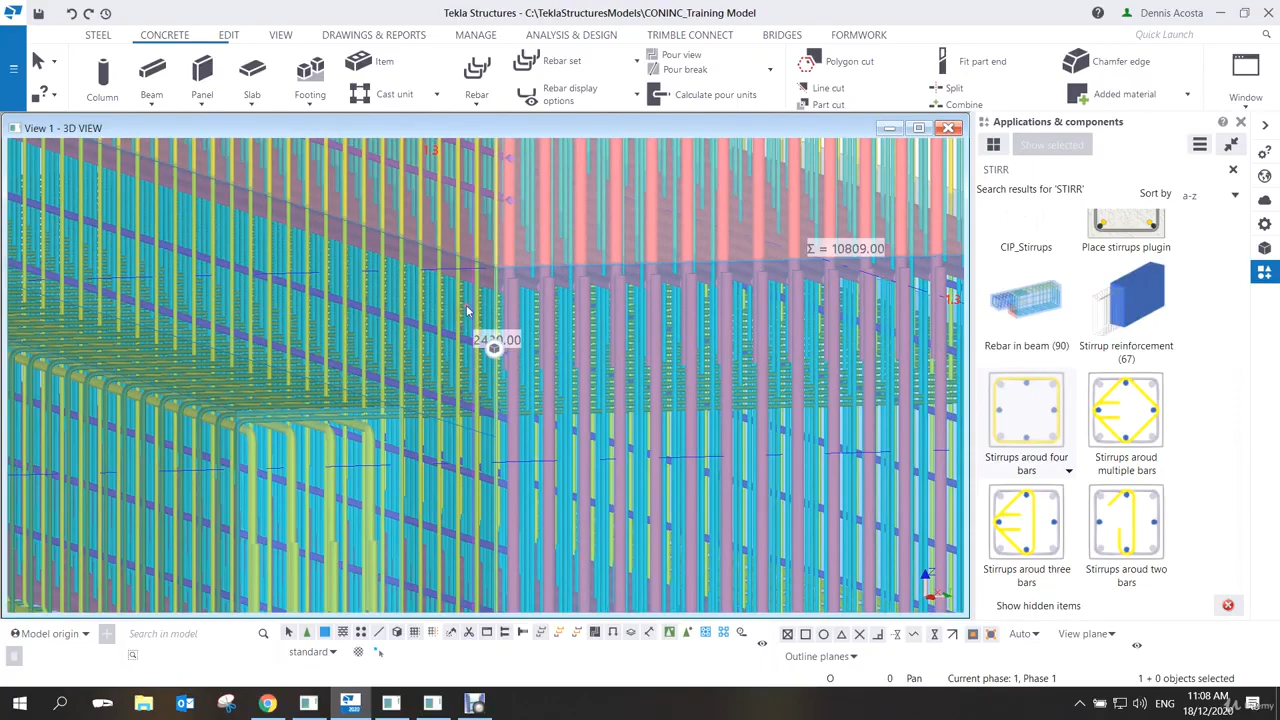 Tekla Structures - C:\TeklaStructuresModels\CONINC_Training Model
Dennis Acosta
STEEL CONCRETE EDIT VIEW DRAWINGS & REPORTS MANAGE ANALYSIS & DESIGN TRIMBLE CONNECT BRIDGES FORMWORK
Quick Launch
Column
Beam
Panel
Slab
Footing
Item
Cast unit
Rebar
Rebar set
Rebar display options
Pour view
Pour break
Calculate pour units
Polygon cut
Line cut
Part cut
Fit part end
Split
Combine
Chamfer edge
Added material
Window
View 1 - 3D VIEW
1.3
Σ = 10809.00
1.3
Z
Applications & components
Show selected
STIRR
Search results for 'STIRR'
Sort by
a-z
CIP_Stirrups
Place stirrups plugin
Rebar in beam (90)
Stirrup reinforcement (67)
Stirrups aroud four bars
Stirrups aroud multiple bars
Stirrups aroud three bars
Stirrups aroud two bars
Show hidden items
Model origin
Search in model
standard
Auto
View plane
Outline planes
O 0 Pan Current phase: 1, Phase 1 1 + 0 objects selected
2020
ENG
11:08 AM
18/12/2020